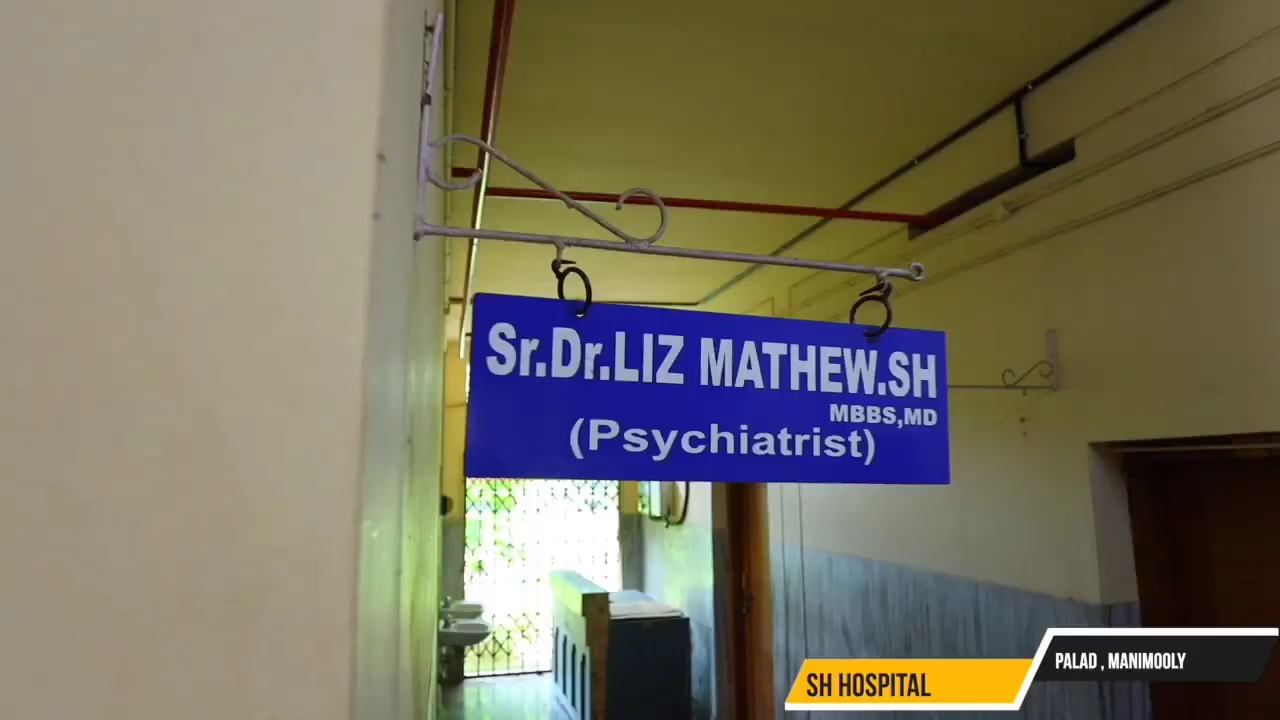 Sr.Dr.LIZ MATHEW.SH
MBBS,MD
(Psychiatrist)
SH HOSPITAL
PALAD , MANIMOOLY